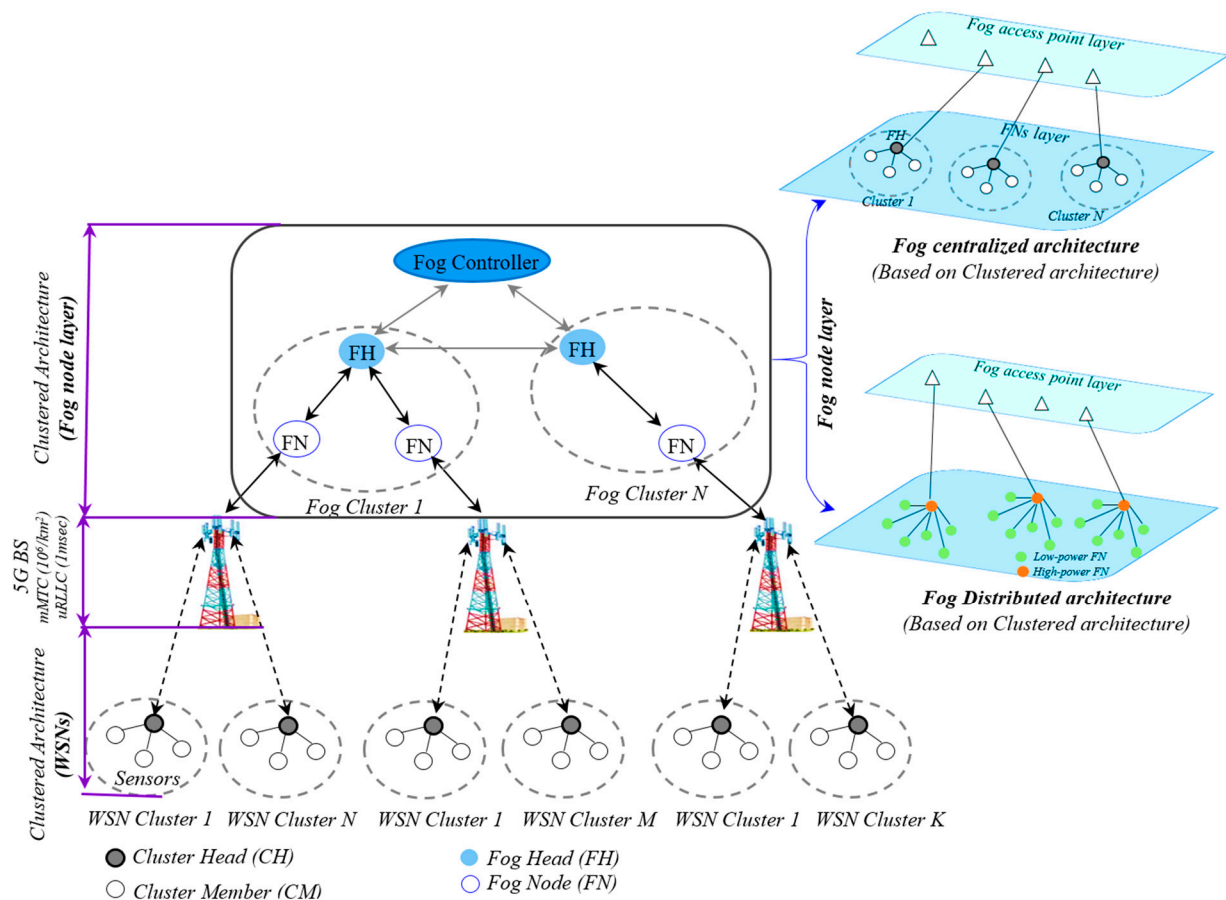 Fog access point layer
FH
FNs layer
Cluster 1
Cluster N
Fog centralized architecture
(Based on Clustered architecture)
Clustered Architecture
(Fog node layer)
Fog Controller
FH
FH
FN
FN
FN
Fog Cluster 1
Fog Cluster N
Fog node layer
Fog access point layer
Low-power FN
High-power FN
Fog Distributed architecture
(Based on Clustered architecture)
5G BS
mMTC (10⁶/km²)
uRLLC (1msec)
Clustered Architecture
(WSNs)
Sensors
WSN Cluster 1
WSN Cluster N
WSN Cluster 1
WSN Cluster M
WSN Cluster 1
WSN Cluster K
Cluster Head (CH)
Fog Head (FH)
Cluster Member (CM)
Fog Node (FN)